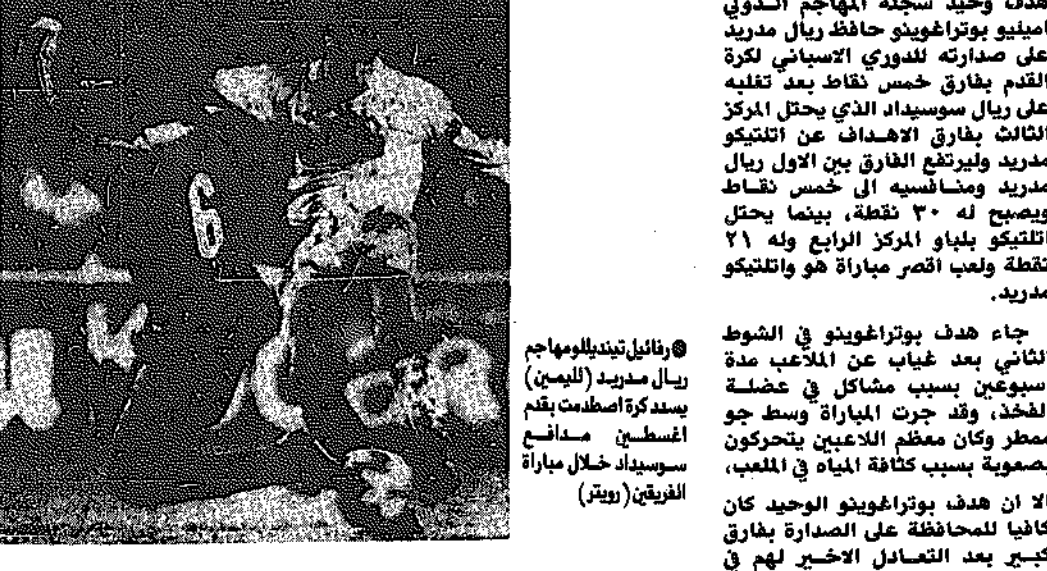 هدف وحيد سجله المهاجم الدولي
اميليو بوتراغوينو حافظ ريال مدريد
على صدارته للدوري الاسباني لكرة
القدم بفارق خمس نقاط بعد تغلبه
على ريال سوسيداد الذي يحتل المركز
الثالث بفارق الاهداف عن اتلتيكو
مدريد وليرتفع الفارق بين الاول ريال
مدريد ومنافسيه الى خمس نقاط
ويصبح له ٣٠ نقطة، بينما يحتل
اتلتيكو بلباو المركز الرابع وله ٢١
نقطة ولعب اقصر مباراة هو واتلتيكو
مدريد.
جاء هدف بوتراغوينو في الشوط
الثاني بعد غياب عن الملاعب مدة
اسبوعين بسبب مشاكل في عضلة
الفخذ، وقد جرت المباراة وسط جو
ممطر وكان معظم اللاعبين يتحركون
بصعوبة بسبب كثافة المياه في الملعب،
الا ان هدف بوتراغوينو الوحيد كان
كافيا للمحافظة على الصدارة بفارق
كبير بعد التعادل الاخير لهم في
رفائيل تينديللو مهاجم
ريال مدريد (لليمين)
يسدد كرة اصطدمت بقدم
اغسطين مدافع
سوسيداد خلال مباراة
الفريقين (رويتر)